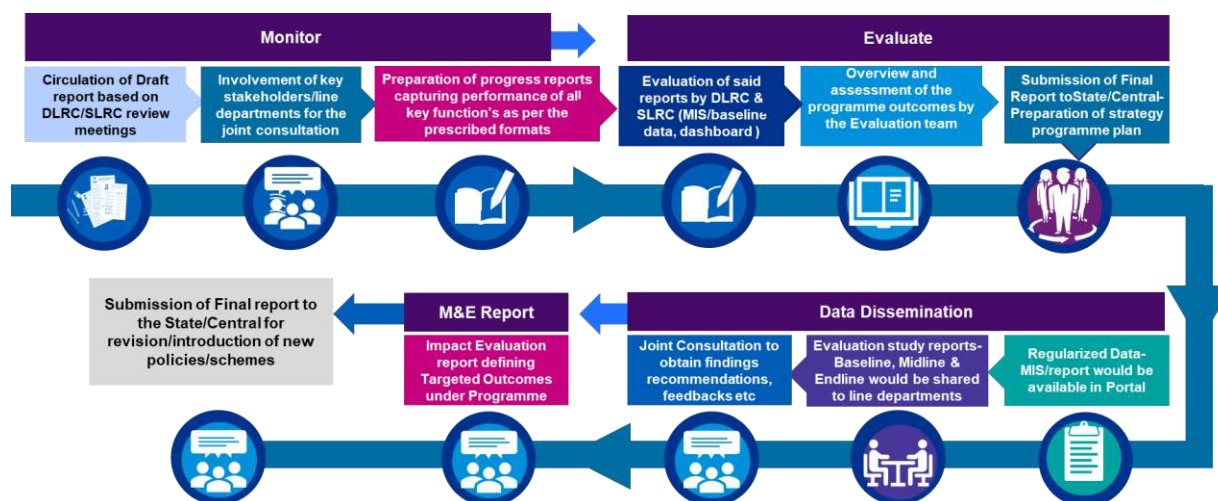 Monitor
Evaluate
Circulation of Draft
report based on
DLRC/SLRC review
meetings
Involvement of key
stakeholders/line
departments for the
joint consultation
Preparation of progress reports
capturing performance of all
key function's as per the
prescribed formats
Evaluation of said
reports by DLRC &
SLRC (MIS/baseline
data, dashboard )
Overview and
assessment of the
programme outcomes by
the Evaluation team
Submission of Final
Report toState/Central-
Preparation of strategy
programme plan
Submission of Final report to
the State/Central for
revision/introduction of new
policies/schemes
M&E Report
Data Dissemination
Impact Evaluation
report defining
Targeted Outcomes
under Programme
Joint Consultation to
obtain findings
recommendations,
feedbacks etc
Evaluation study reports-
Baseline, Midline &
Endline would be shared
to line departments
Regularized Data-
MIS/report would be
available in Portal